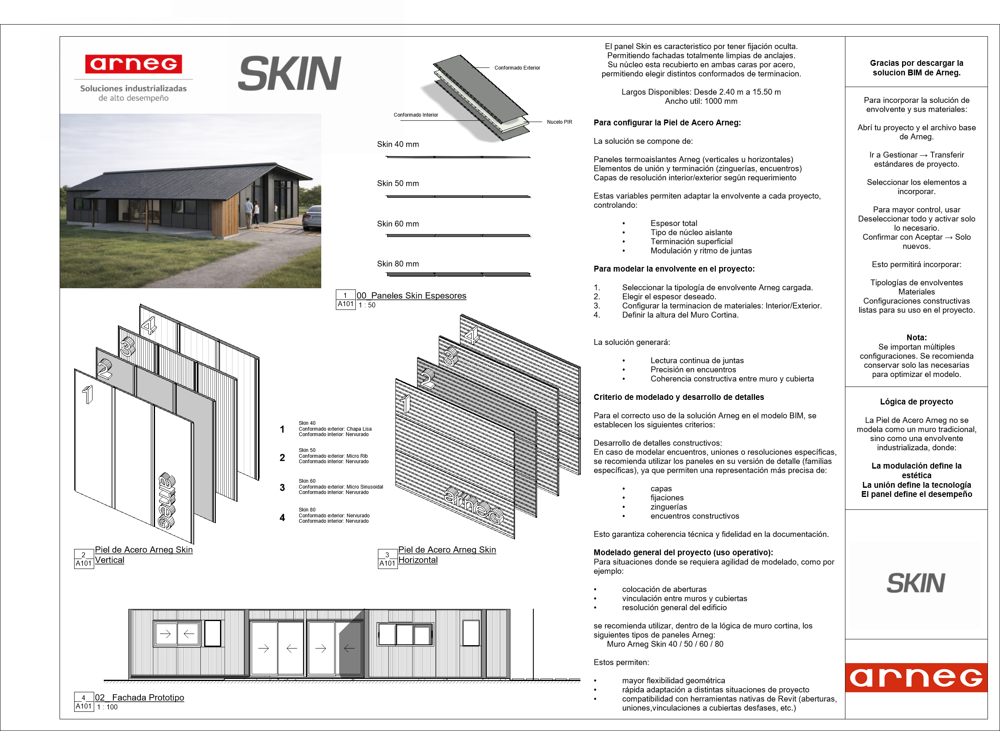 arneg
Soluciones industrializadas
de alto desempeño
SKIN
Conformado Exterior
Conformado Interior
Nucelo PIR
Skin 40 mm
Skin 50 mm
Skin 60 mm
Skin 80 mm
1
A101
00_Paneles Skin Espesores
1 : 50
4
3
2
1
arneg
4
3
2
1
arneg
1
Skin 40
Conformado exterior: Chapa Lisa
Conformado interior: Nervurado
2
Skin 50
Conformado exterior: Micro Rib
Conformado interior: Nervurado
3
Skin 60
Conformado exterior: Micro Sinusoidal
Conformado interior: Nervurado
4
Skin 80
Conformado exterior: Nervurado
Conformado interior: Nervurado
2
A101
Piel de Acero Arneg Skin
Vertical
3
A101
Piel de Acero Arneg Skin
Horizontal
4
A101
02_ Fachada Prototipo
1 : 100
El panel Skin es caracteristico por tener fijación oculta.
Permitiendo fachadas totalmente limpias de anclajes.
Su núcleo esta recubierto en ambas caras por acero,
permitiendo elegir distintos conformados de terminacion.
Largos Disponibles: Desde 2.40 m a 15.50 m
Ancho util: 1000 mm
Para configurar la Piel de Acero Arneg:
La solución se compone de:
Paneles termoaislantes Arneg (verticales u horizontales)
Elementos de unión y terminación (zinguerías, encuentros)
Capas de resolución interior/exterior según requerimiento
Estas variables permiten adaptar la envolvente a cada proyecto,
controlando:
• Espesor total
• Tipo de núcleo aislante
• Terminación superficial
• Modulación y ritmo de juntas
Para modelar la envolvente en el proyecto:
1. Seleccionar la tipología de envolvente Arneg cargada.
2. Elegir el espesor deseado.
3. Configurar la terminacion de materiales: Interior/Exterior.
4. Definir la altura del Muro Cortina.
La solución generará:
• Lectura continua de juntas
• Precisión en encuentros
• Coherencia constructiva entre muro y cubierta
Criterio de modelado y desarrollo de detalles
Para el correcto uso de la solución Arneg en el modelo BIM, se
establecen los siguientes criterios:
Desarrollo de detalles constructivos:
En caso de modelar encuentros, uniones o resoluciones específicas,
se recomienda utilizar los paneles en su versión de detalle (familias
específicas), ya que permiten una representación más precisa de:
• capas
• fijaciones
• zinguerías
• encuentros constructivos
Esto garantiza coherencia técnica y fidelidad en la documentación.
Modelado general del proyecto (uso operativo):
Para situaciones donde se requiera agilidad de modelado, como por
ejemplo:
• colocación de aberturas
• vinculación entre muros y cubiertas
• resolución general del edificio
se recomienda utilizar, dentro de la lógica de muro cortina, los
siguientes tipos de paneles Arneg:
Muro Arneg Skin 40 / 50 / 60 / 80
Estos permiten:
• mayor flexibilidad geométrica
• rápida adaptación a distintas situaciones de proyecto
• compatibilidad con herramientas nativas de Revit (aberturas,
uniones,vinculaciones a cubiertas desfases, etc.)
Gracias por descargar la
solucion BIM de Arneg.
Para incorporar la solución de
envolvente y sus materiales:
Abrí tu proyecto y el archivo base
de Arneg.
Ir a Gestionar → Transferir
estándares de proyecto.
Seleccionar los elementos a
incorporar.
Para mayor control, usar
Deseleccionar todo y activar solo
lo necesario.
Confirmar con Aceptar → Solo
nuevos.
Esto permitirá incorporar:
Tipologías de envolventes
Materiales
Configuraciones constructivas
listas para su uso en el proyecto.
Nota:
Se importan múltiples
configuraciones. Se recomienda
conservar solo las necesarias
para optimizar el modelo.
Lógica de proyecto
La Piel de Acero Arneg no se
modela como un muro tradicional,
sino como una envolvente
industrializada, donde:
La modulación define la
estética
La unión define la tecnología
El panel define el desempeño
SKIN
arneg